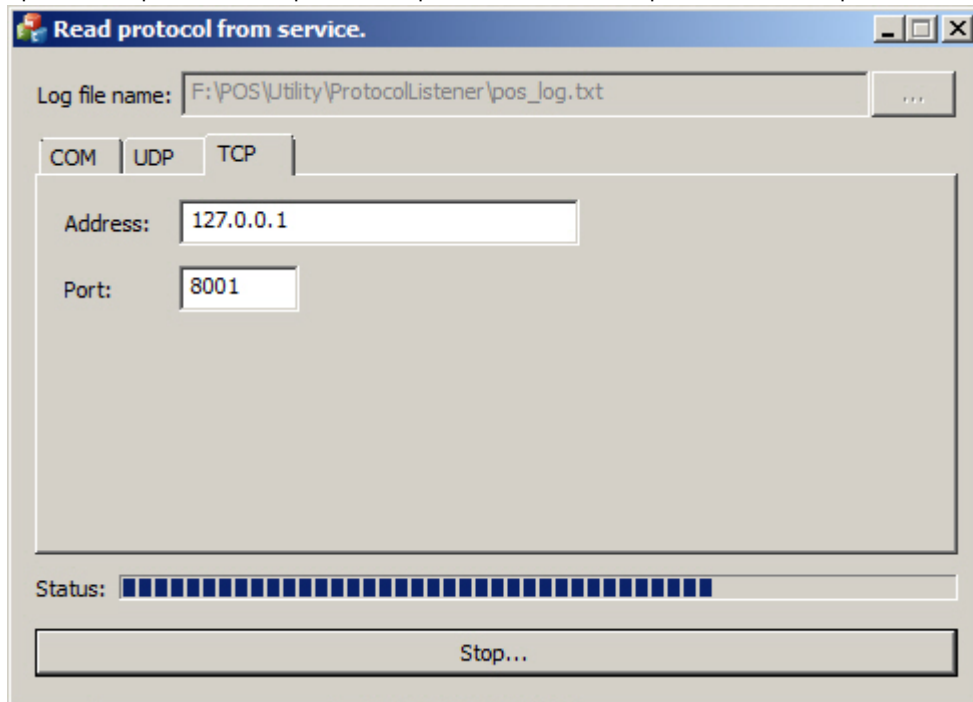 Read protocol from service.
Log file name: F:\POS\Utility\ProtocolListener\pos_log.txt ...
COM UDP TCP
Address: 127.0.0.1
Port: 8001
Status:
Stop...